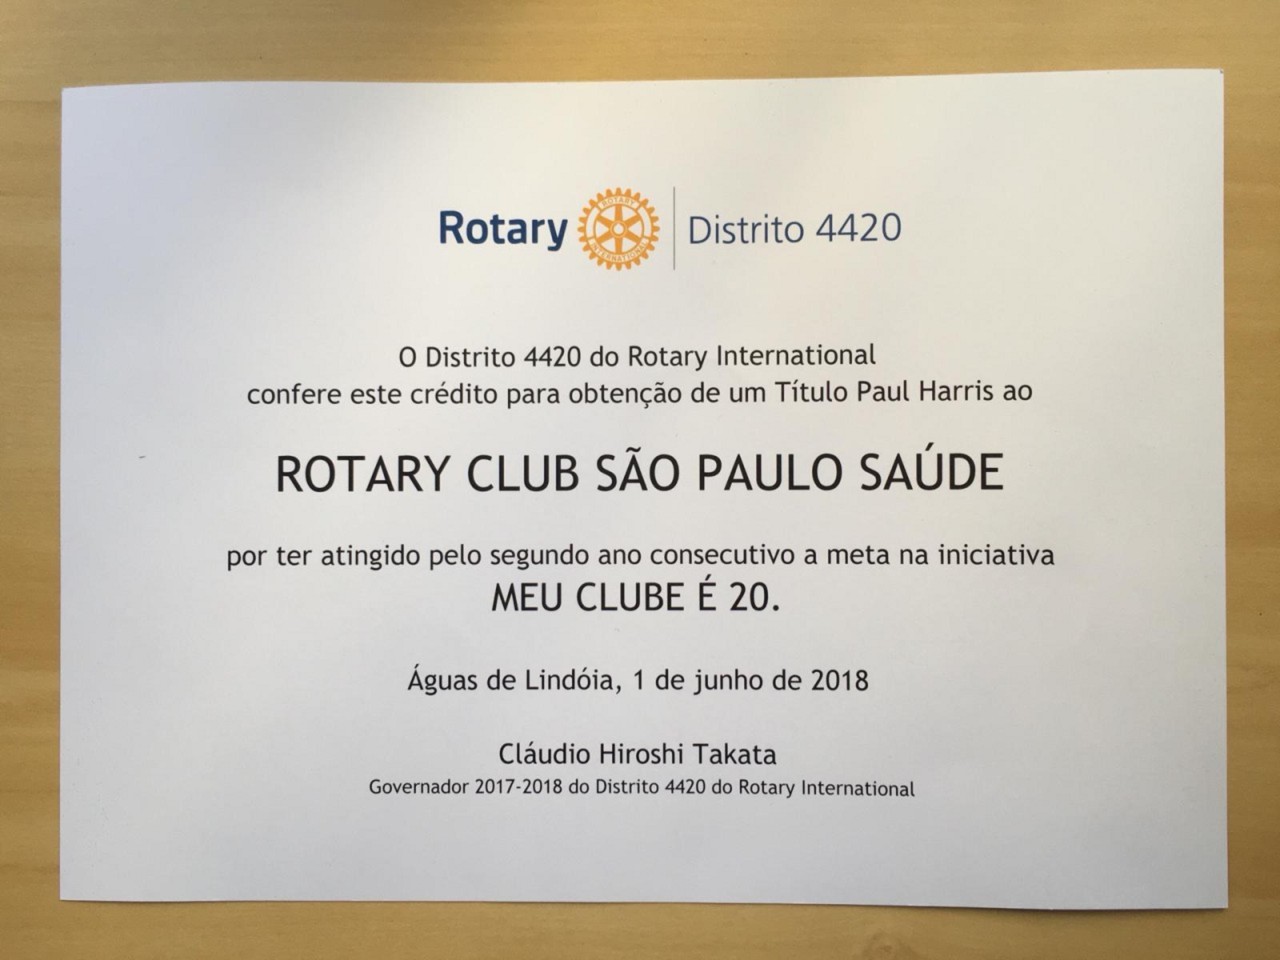 Rotary ROTARY INTERNATIONAL Distrito 4420
O Distrito 4420 do Rotary International
confere este crédito para obtenção de um Título Paul Harris ao
ROTARY CLUB SÃO PAULO SAÚDE
por ter atingido pelo segundo ano consecutivo a meta na iniciativa
MEU CLUBE É 20.
Águas de Lindóia, 1 de junho de 2018
Cláudio Hiroshi Takata
Governador 2017-2018 do Distrito 4420 do Rotary International